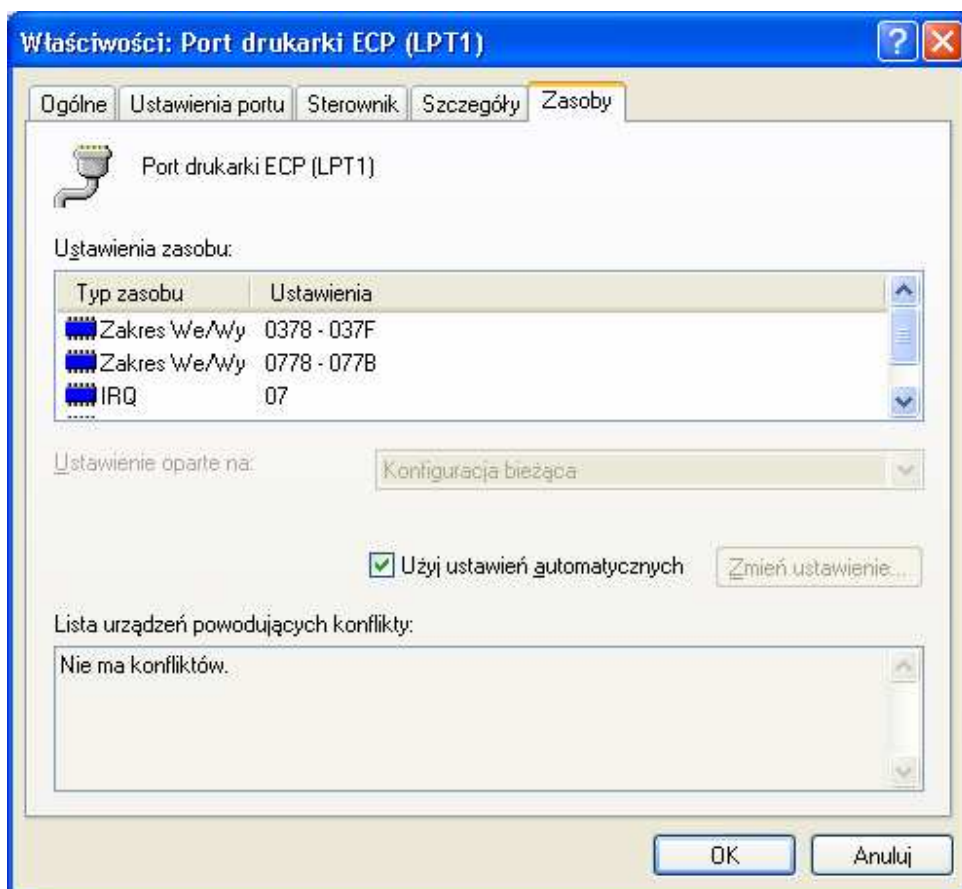 Właściwości: Port drukarki ECP (LPT1)
Ogólne Ustawienia portu Sterownik Szczegóły Zasoby
Port drukarki ECP (LPT1)
Ustawienia zasobu:
Typ zasobu Ustawienia
Zakres We/Wy 0378 - 037F
Zakres We/Wy 0778 - 077B
IRQ 07
Ustawienie oparte na: Konfiguracja bieżąca
Użyj ustawień automatycznych Zmień ustawienie...
Lista urządzeń powodujących konflikty:
Nie ma konfliktów.
OK Anuluj